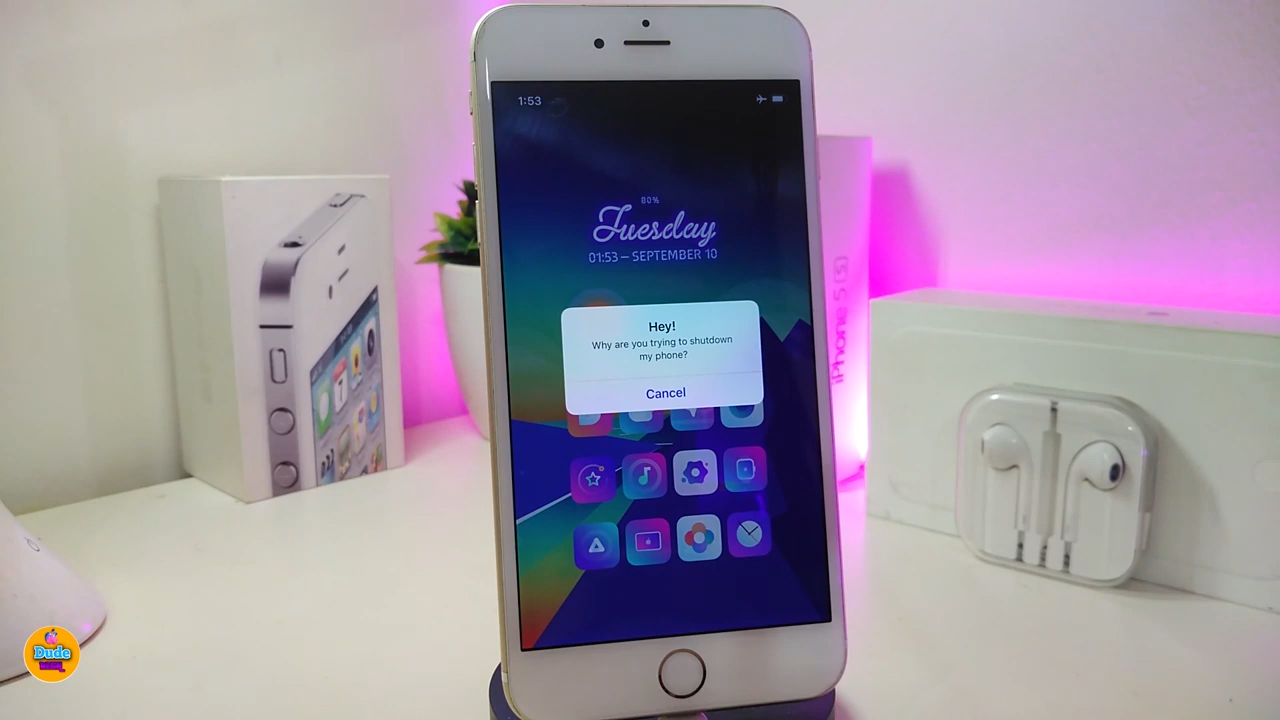 1:53
80%
Tuesday
01:53 — SEPTEMBER 10
Hey!
Why are you trying to shutdown
my phone?
Cancel
iPhone 5 S
Dude